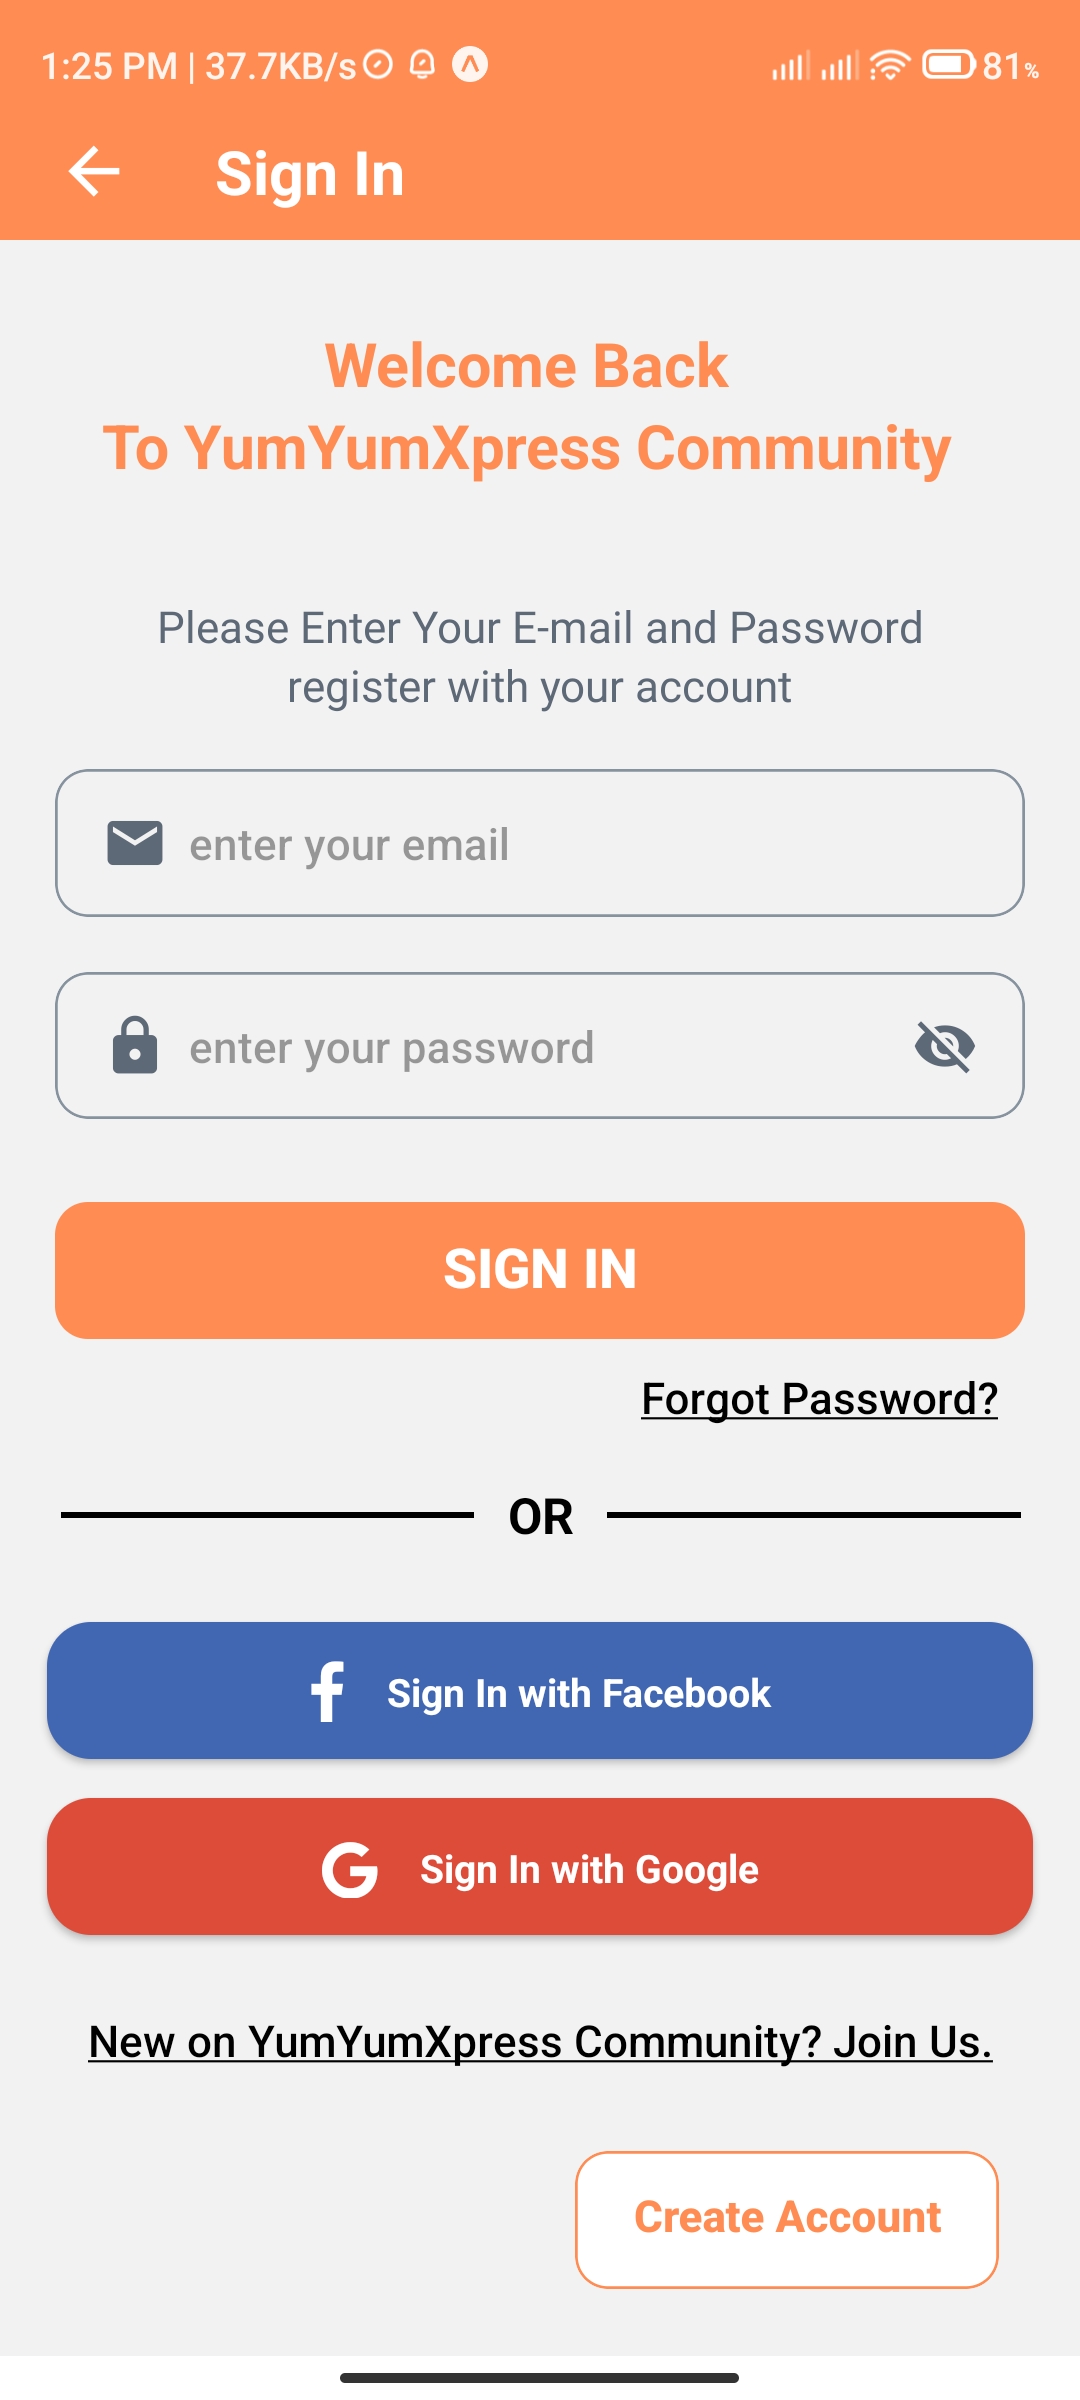 1:25 PM | 37.7KB/s 81%
Sign In
Welcome Back
To YumYumXpress Community
Please Enter Your E-mail and Password
register with your account
enter your email
enter your password
SIGN IN
Forgot Password?
OR
Sign In with Facebook
Sign In with Google
New on YumYumXpress Community? Join Us.
Create Account